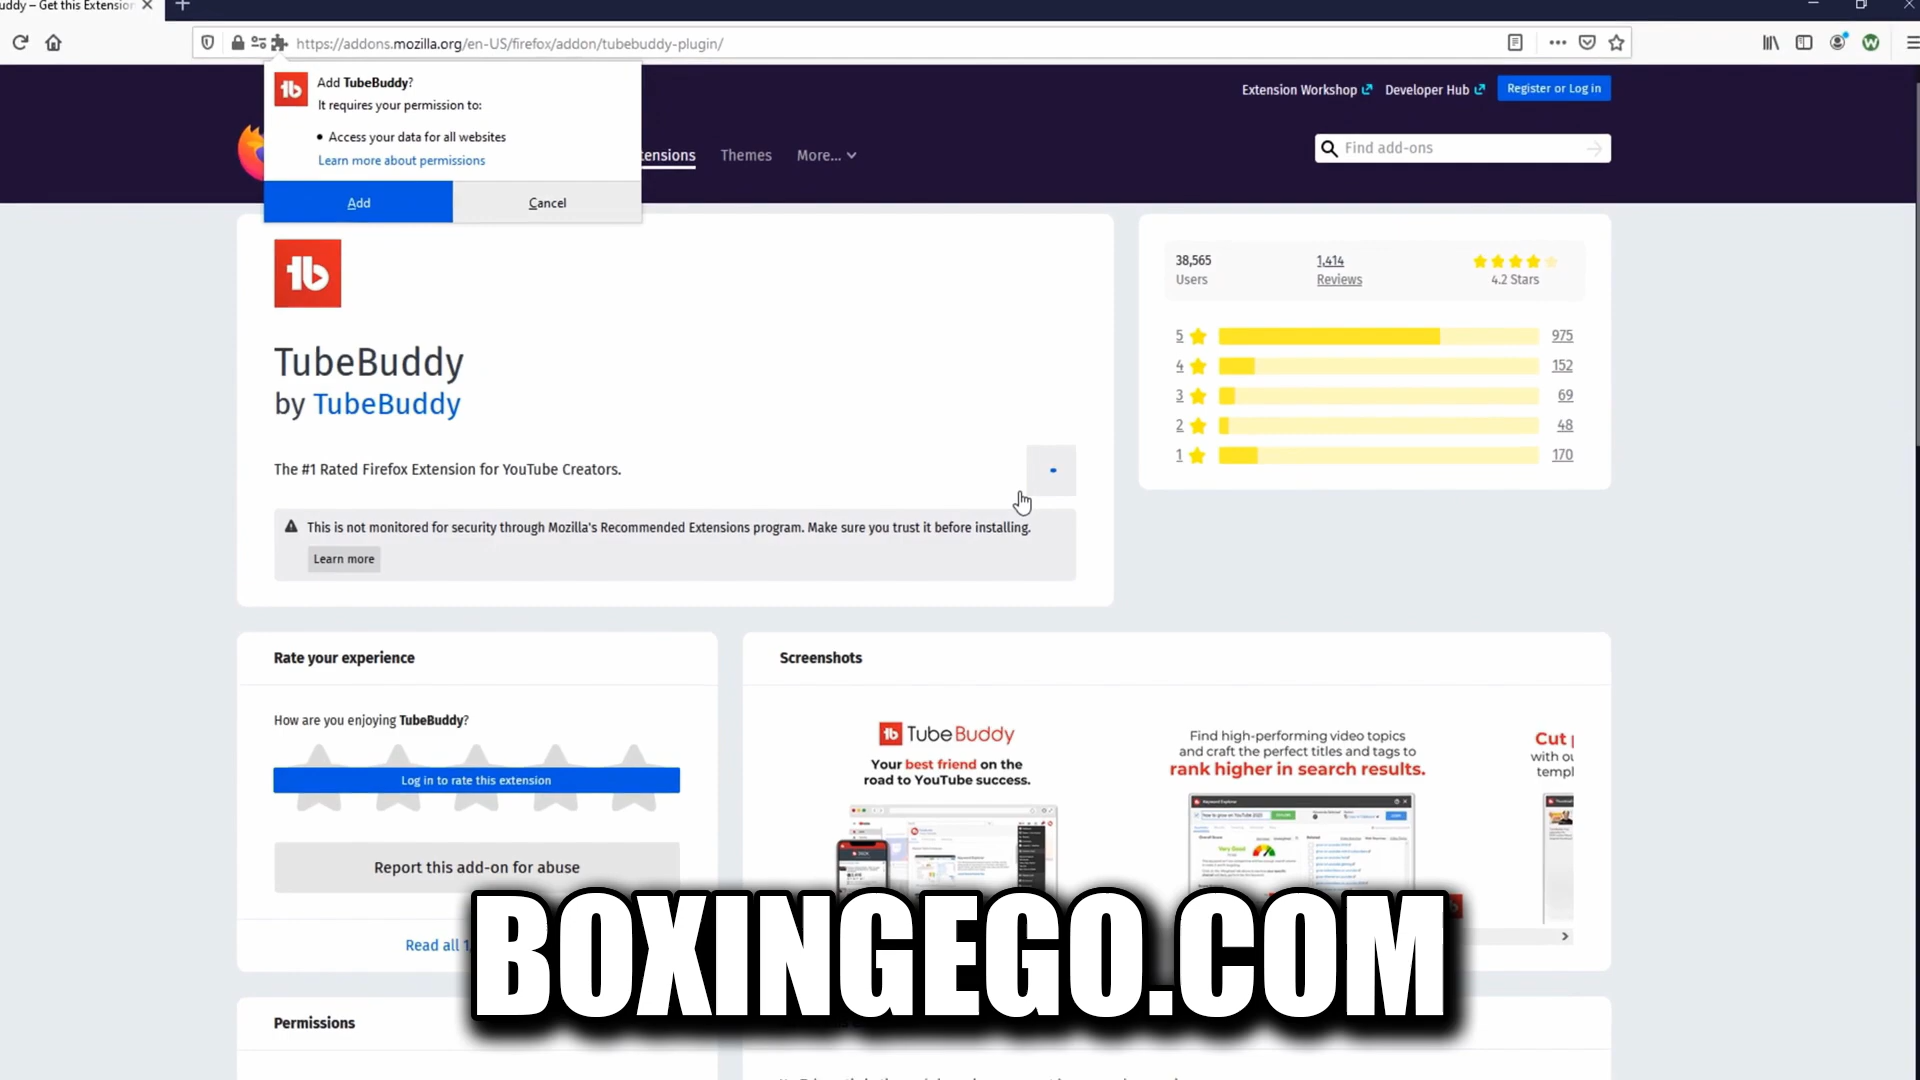 uddy – Get this Extension
https://addons.mozilla.org/en-US/firefox/addon/tubebuddy-plugin/
Add TubeBuddy?
It requires your permission to:
• Access your data for all websites
Learn more about permissions
Add
Cancel
Extension Workshop
Developer Hub
Register or Log in
tensions
Themes
More...
Find add-ons
TubeBuddy
by TubeBuddy
The #1 Rated Firefox Extension for YouTube Creators.
This is not monitored for security through Mozilla's Recommended Extensions program. Make sure you trust it before installing.
Learn more
38,565
Users
1,414
Reviews
4.2 Stars
5 975
4 152
3 69
2 48
1 170
Rate your experience
How are you enjoying TubeBuddy?
Log in to rate this extension
Report this add-on for abuse
Read all 1
Permissions
Screenshots
TubeBuddy
Your best friend on the
road to YouTube success.
Find high-performing video topics
and craft the perfect titles and tags to
rank higher in search results.
Keyword Explorer
Very Good
Cut p
with ou
templ
BOXINGEGO.COM